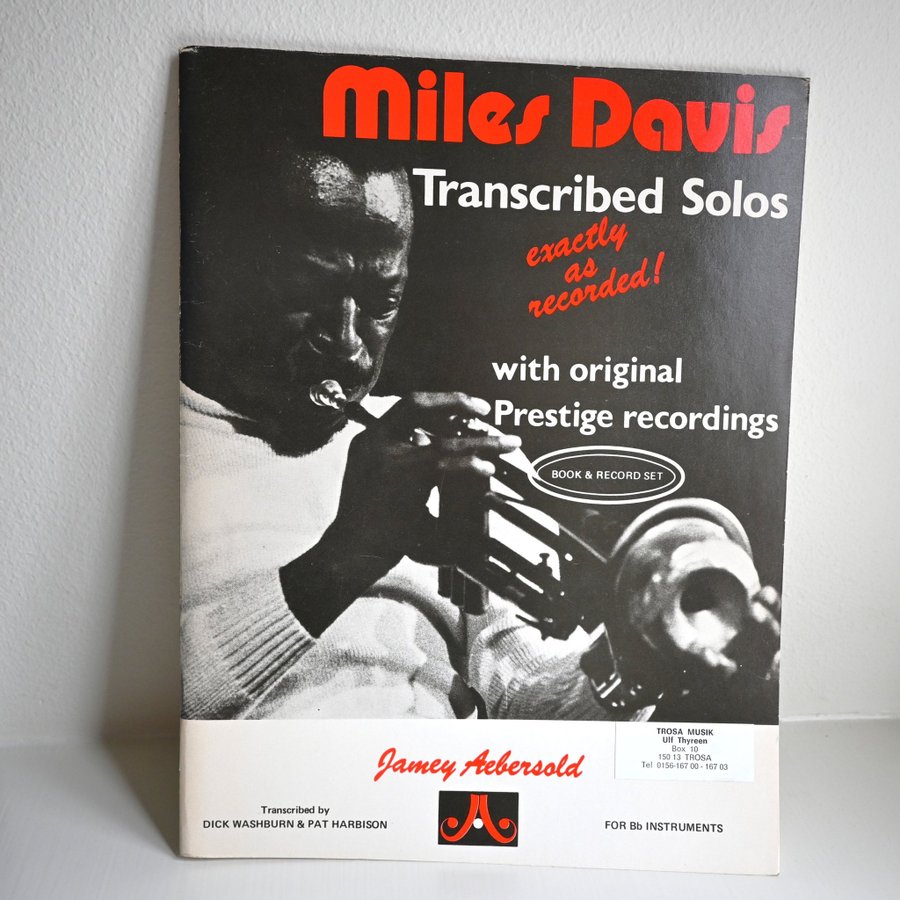 Miles Davis
Transcribed Solos
exactly
as
recorded!
with original
Prestige recordings
BOOK & RECORD SET
TROSA MUSIK
Ulf Thyreen
Box 10
150 13 TROSA
Tel 0156-167 00 - 167 03
Jamey Aebersold
Transcribed by
DICK WASHBURN & PAT HARBISON
FOR Bb INSTRUMENTS